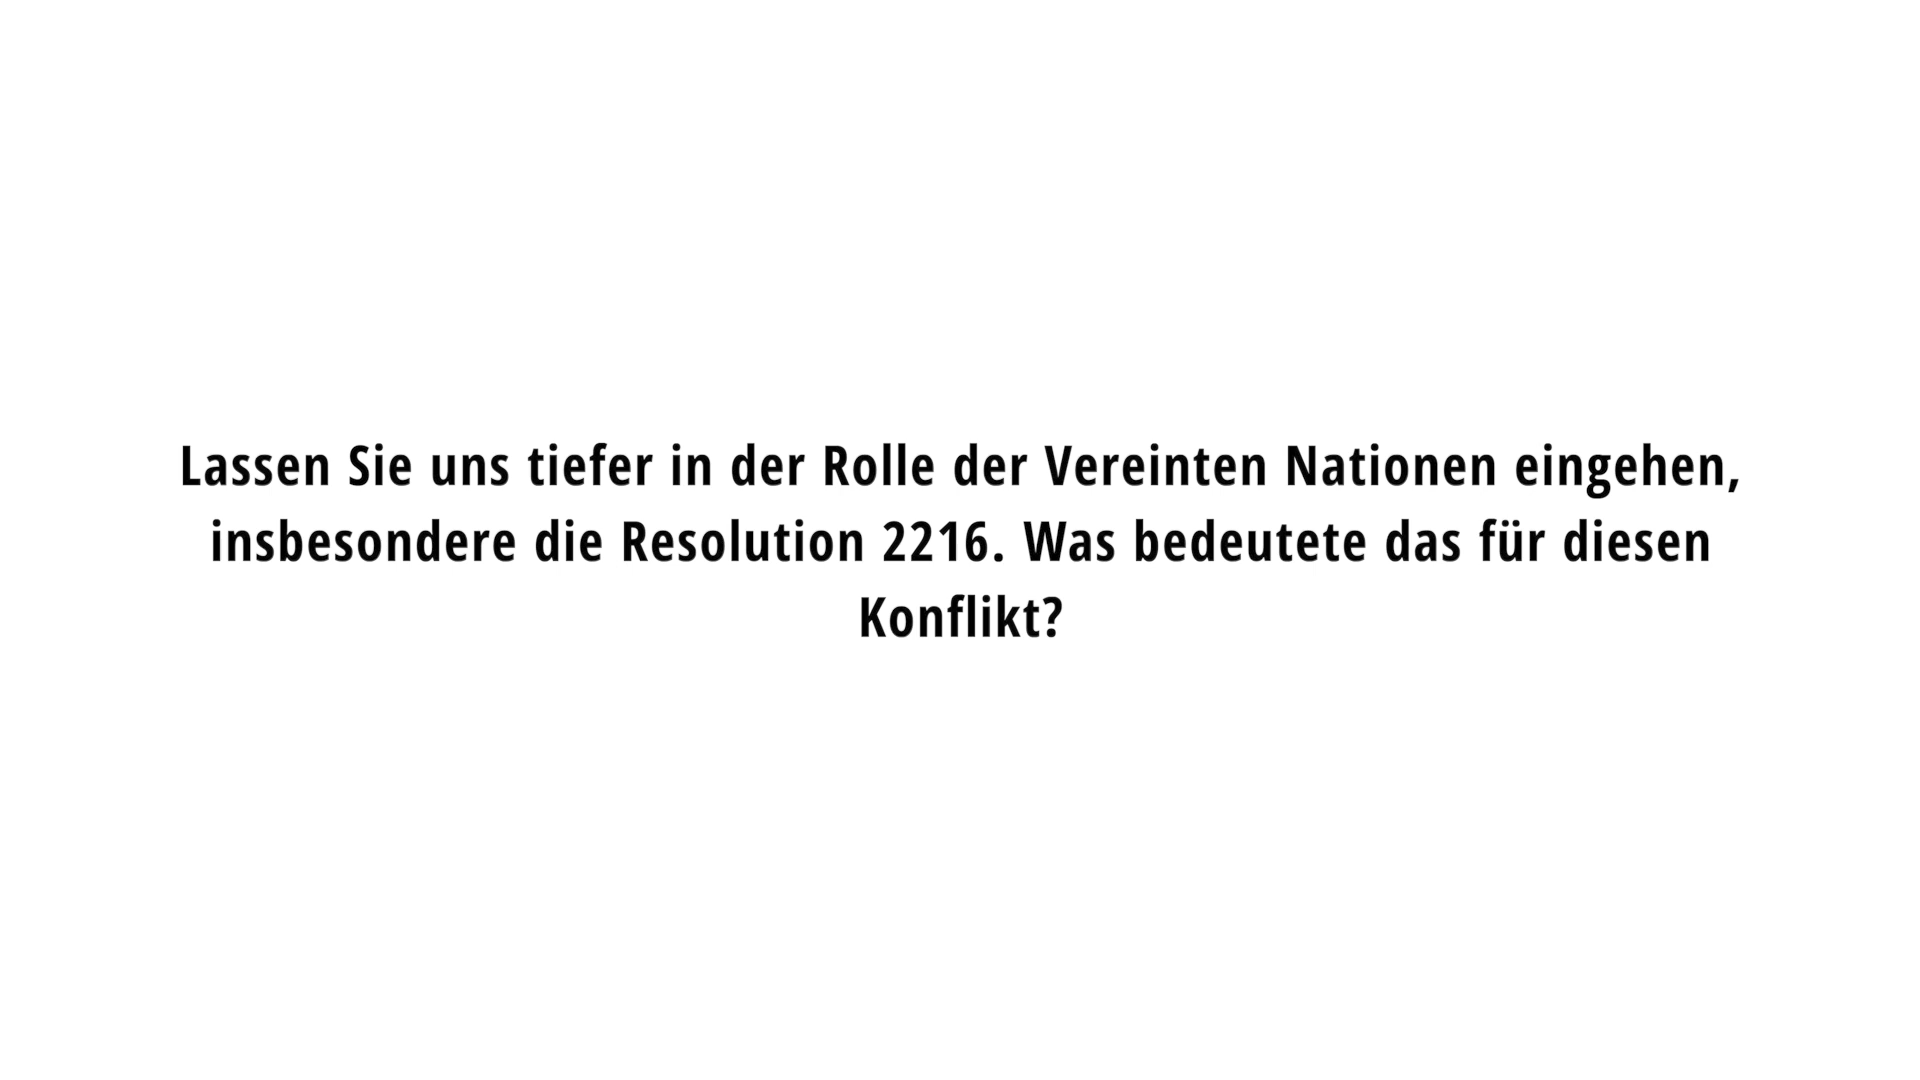 Lassen Sie uns tiefer in der Rolle der Vereinten Nationen eingehen,
insbesondere die Resolution 2216. Was bedeutete das für diesen
Konflikt?